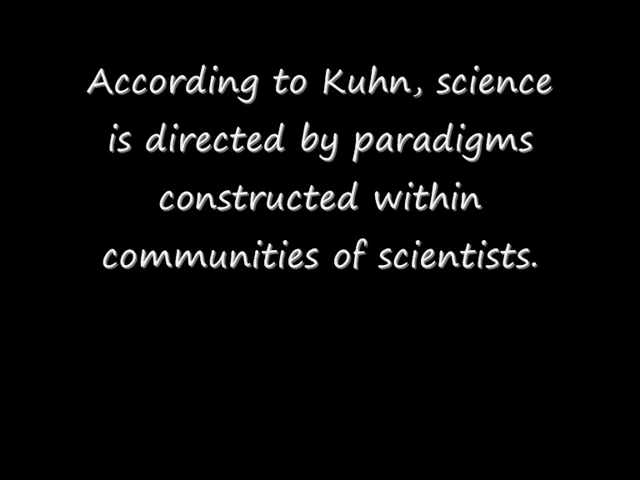 According to Kuhn, science
is directed by paradigms
constructed within
communities of scientists.